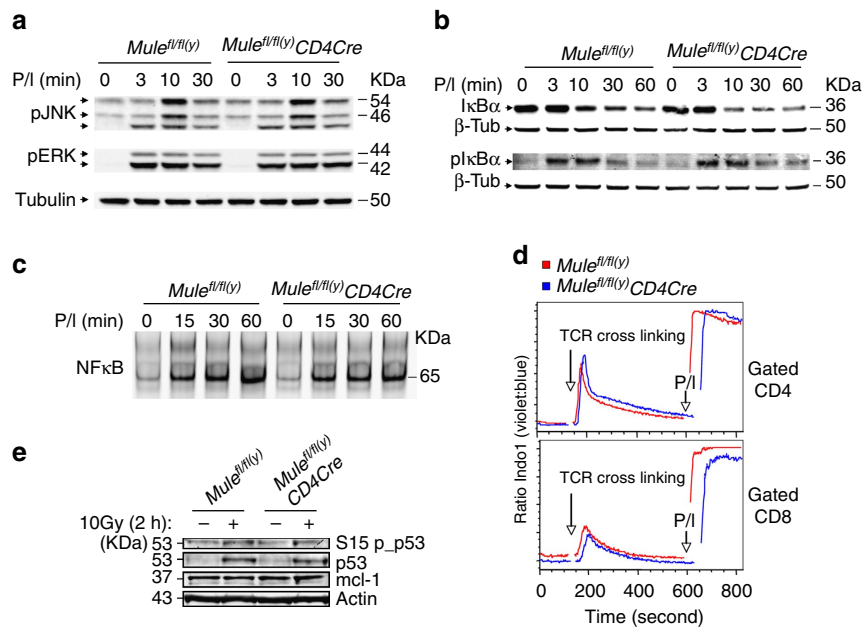 a
Mule^fl/fl(y) Mule^fl/fl(y) CD4Cre
P/I (min) 0 3 10 30 0 3 10 30 KDa
pJNK 54
46
pERK 44
42
Tubulin 50
b
Mule^fl/fl(y) Mule^fl/fl(y) CD4Cre
P/I (min) 0 3 10 30 60 0 3 10 30 60 KDa
IκBα 36
β-Tub 50
pIκBα 36
β-Tub 50
c
Mule^fl/fl(y) Mule^fl/fl(y) CD4Cre
P/I (min) 0 15 30 60 0 15 30 60 KDa
NFκB 65
d
Mule^fl/fl(y)
Mule^fl/fl(y) CD4Cre
Ratio Indo1 (violet:blue)
TCR cross linking
P/I
Gated
CD4
TCR cross linking
P/I
Gated
CD8
0 200 400 600 800
Time (second)
e
Mule^fl/fl(y) Mule^fl/fl(y)
CD4Cre
10Gy (2 h): – + – +
(KDa) 53 S15 p_p53
53 p53
37 mcl-1
43 Actin